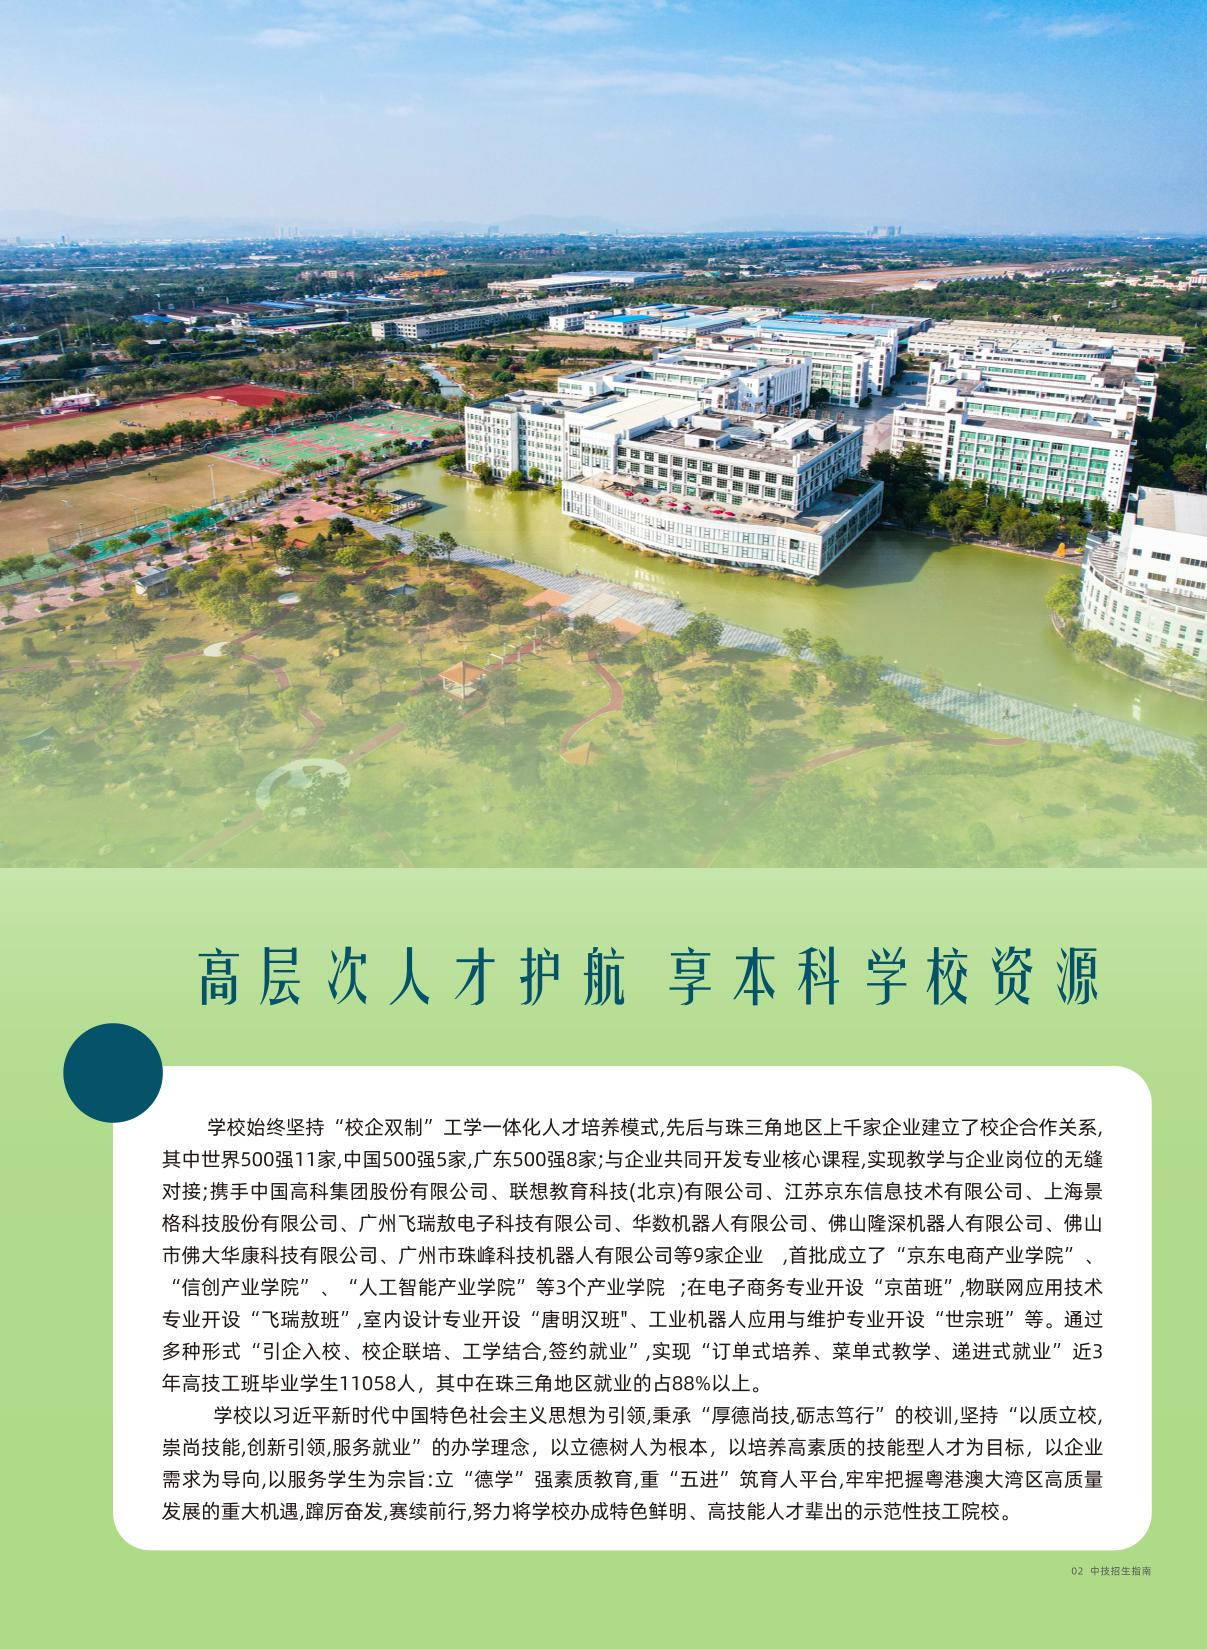 高层次人才护航 享本科学校资源
学校始终坚持“校企双制”工学一体化人才培养模式,先后与珠三角地区上千家企业建立了校企合作关系,
其中世界500强11家,中国500强5家,广东500强8家;与企业共同开发专业核心课程,实现教学与企业岗位的无缝
对接;携手中国高科集团股份有限公司、联想教育科技(北京)有限公司、江苏京东信息技术有限公司、上海景
格科技股份有限公司、广州飞瑞敖电子科技有限公司、华数机器人有限公司、佛山隆深机器人有限公司、佛山
市佛大华康科技有限公司、广州市珠峰科技机器人有限公司等9家企业 ,首批成立了“京东电商产业学院”、
“信创产业学院”、“人工智能产业学院”等3个产业学院 ;在电子商务专业开设“京苗班”,物联网应用技术
专业开设“飞瑞敖班”,室内设计专业开设“唐明汉班"、工业机器人应用与维护专业开设“世宗班”等。通过
多种形式“引企入校、校企联培、工学结合,签约就业”,实现“订单式培养、菜单式教学、递进式就业”近3
年高技工班毕业学生11058人，其中在珠三角地区就业的占88%以上。
学校以习近平新时代中国特色社会主义思想为引领,秉承“厚德尚技,砺志笃行”的校训,坚持“以质立校,
崇尚技能,创新引领,服务就业”的办学理念，以立德树人为根本，以培养高素质的技能型人才为目标，以企业
需求为导向,以服务学生为宗旨:立“德学”强素质教育,重“五进”筑育人平台,牢牢把握粤港澳大湾区高质量
发展的重大机遇,蹿厉奋发,赛续前行,努力将学校办成特色鲜明、高技能人才辈出的示范性技工院校。
02 中技招生指南